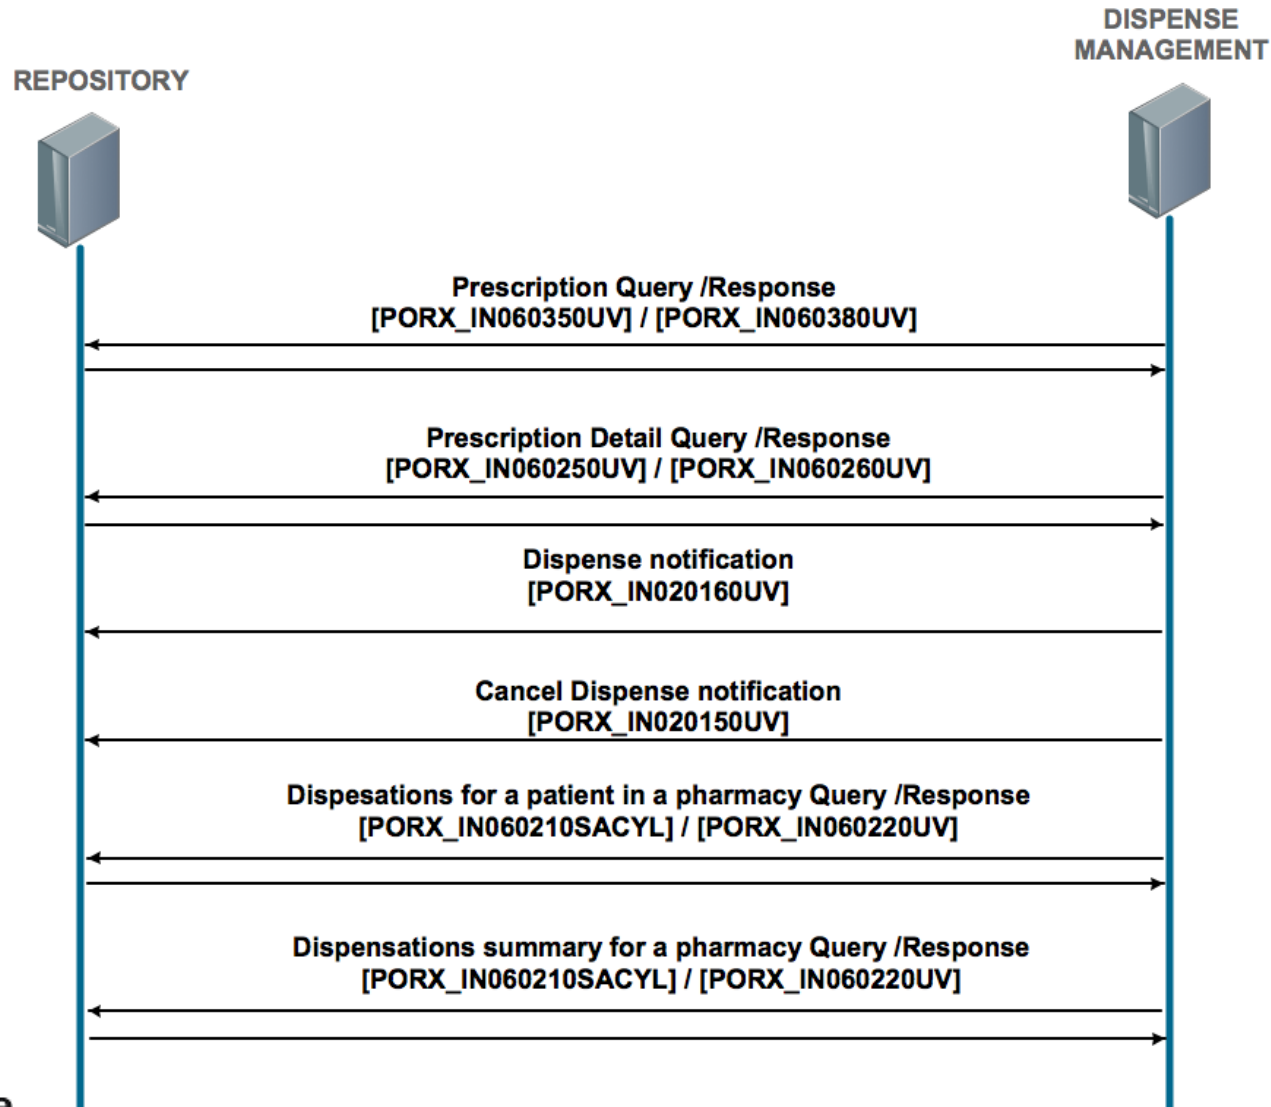 DISPENSE
MANAGEMENT
REPOSITORY
Prescription Query /Response
[PORX_IN060350UV] / [PORX_IN060380UV]
Prescription Detail Query /Response
[PORX_IN060250UV] / [PORX_IN060260UV]
Dispense notification
[PORX_IN020160UV]
Cancel Dispense notification
[PORX_IN020150UV]
Dispesations for a patient in a pharmacy Query /Response
[PORX_IN060210SACYL] / [PORX_IN060220UV]
Dispensations summary for a pharmacy Query /Response
[PORX_IN060210SACYL] / [PORX_IN060220UV]